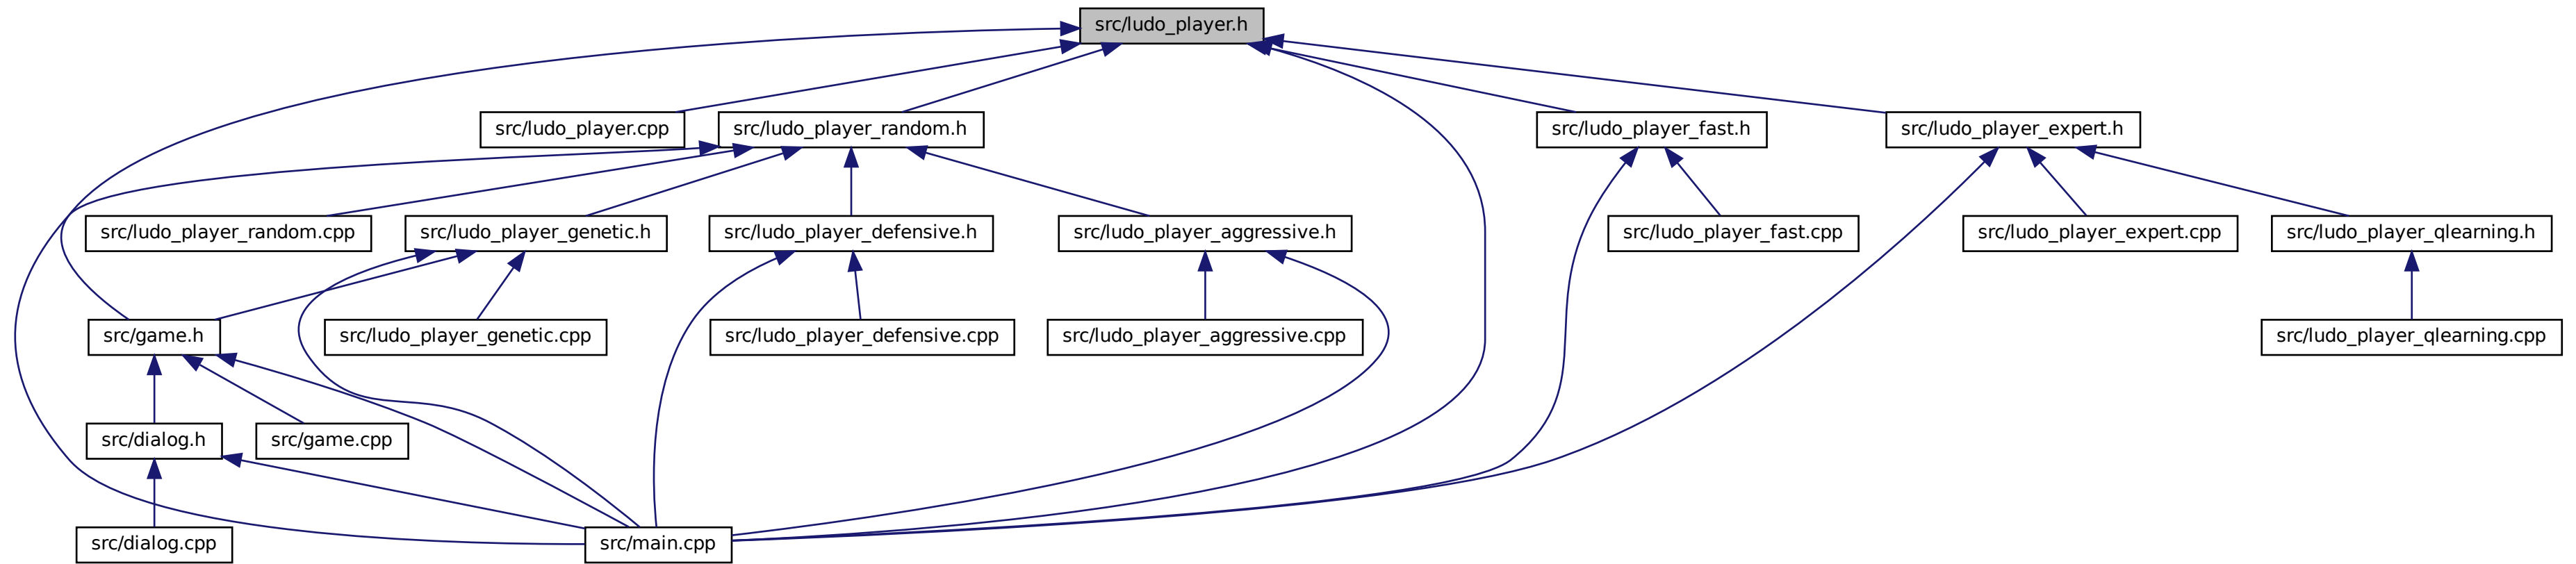 src/ludo_player.h
src/ludo_player.cpp
src/ludo_player_random.h
src/ludo_player_fast.h
src/ludo_player_expert.h
src/ludo_player_random.cpp
src/ludo_player_genetic.h
src/ludo_player_defensive.h
src/ludo_player_aggressive.h
src/ludo_player_fast.cpp
src/ludo_player_expert.cpp
src/ludo_player_qlearning.h
src/game.h
src/ludo_player_genetic.cpp
src/ludo_player_defensive.cpp
src/ludo_player_aggressive.cpp
src/ludo_player_qlearning.cpp
src/dialog.h
src/game.cpp
src/dialog.cpp
src/main.cpp